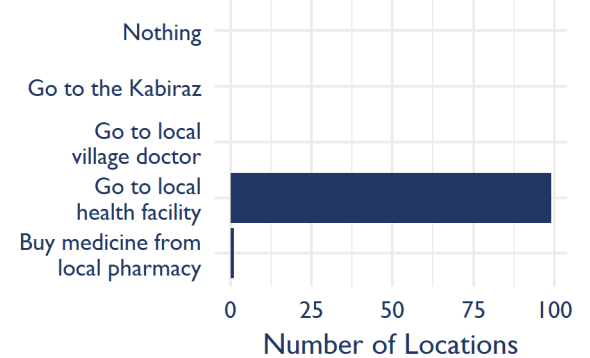 Nothing
Go to the Kabiraz
Go to local
village doctor
Go to local
health facility
Buy medicine from
local pharmacy
0 25 50 75 100
Number of Locations